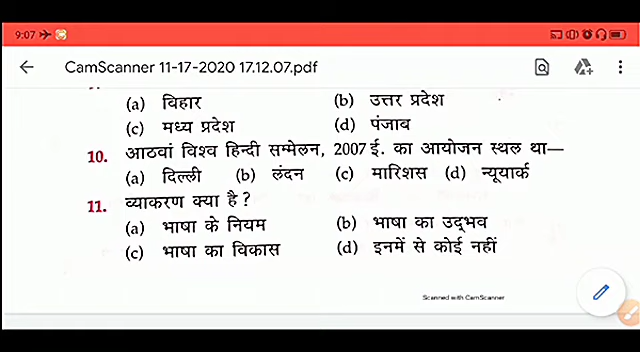 9:07
CamScanner 11-17-2020 17.12.07.pdf
(a) विहार (b) उत्तर प्रदेश
(c) मध्य प्रदेश (d) पंजाब
10. आठवां विश्व हिन्दी सम्मेलन, 2007 ई. का आयोजन स्थल था—
(a) दिल्ली (b) लंदन (c) मारिशस (d) न्यूयार्क
11. व्याकरण क्या है ?
(a) भाषा के नियम (b) भाषा का उद्भव
(c) भाषा का विकास (d) इनमें से कोई नहीं
Scanned with CamScanner